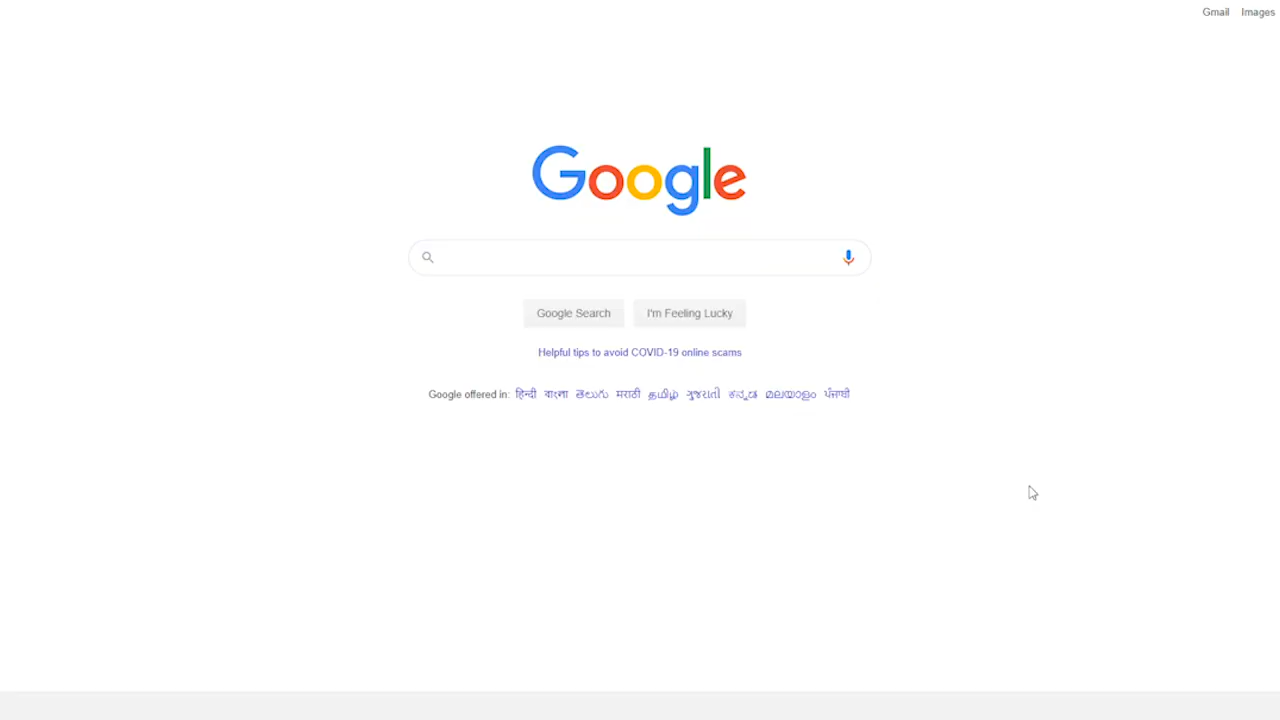 Gmail Images
Google
Google Search I'm Feeling Lucky
Helpful tips to avoid COVID-19 online scams
Google offered in: हिन्दी বাংলা తెలుగు मराठी தமிழ் ગુજરાતી ಕನ್ನಡ മലയാളം ਪੰਜਾਬੀ